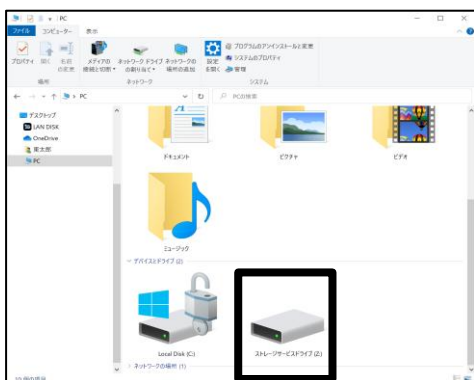 PC
ファイル コンピューター 表示
プロパティ 開く 名前の変更 メディアの接続と切断 ネットワーク ドライブの割り当て ネットワークの場所の追加 設定を開く
プログラムのアンインストールと変更
システムのプロパティ
管理
場所 ネットワーク システム
PC PCの検索
デスクトップ
LAN DISK
OneDrive
PC
ドキュメント ピクチャ ビデオ
ミュージック
デバイスとドライブ (2)
Local Disk (C:) ストレージサービスドライブ (Z:)
ネットワークの場所 (1)